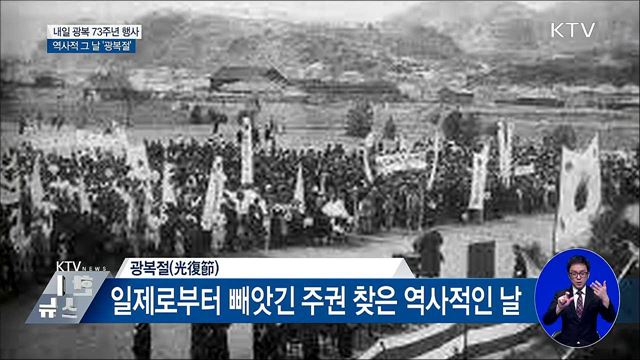 내일 광복 73주년 행사
역사적 그 날 '광복절'
KTV
KTV NEWS
뉴스
광복절(光復節)
일제로부터 빼앗긴 주권 찾은 역사적인 날